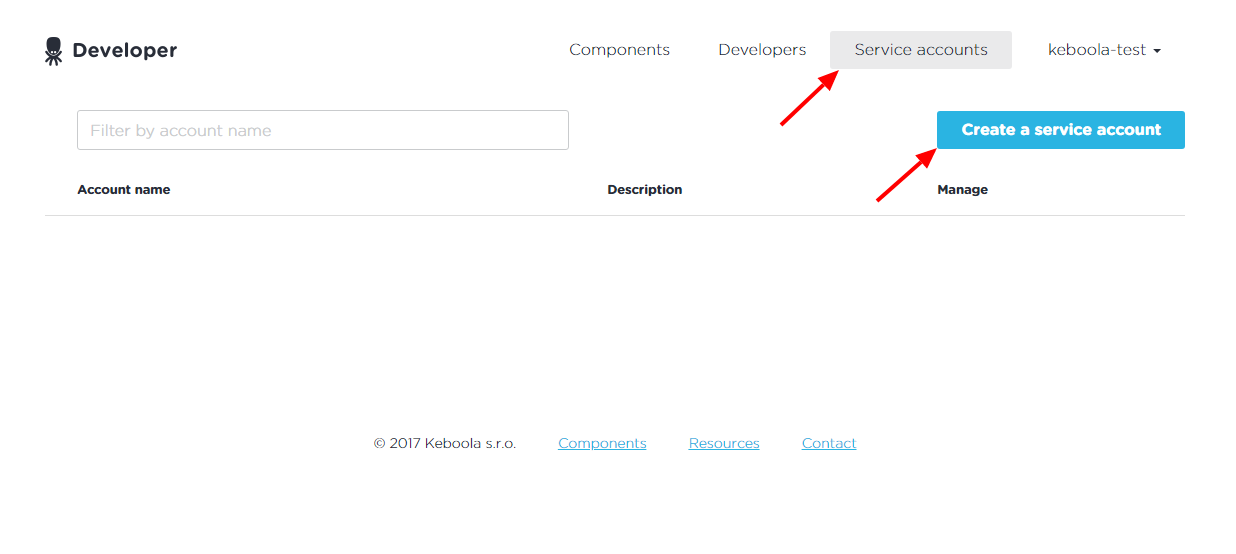 Developer Components Developers Service accounts keboola-test
Filter by account name Create a service account
Account name Description Manage
© 2017 Keboola s.r.o. Components Resources Contact